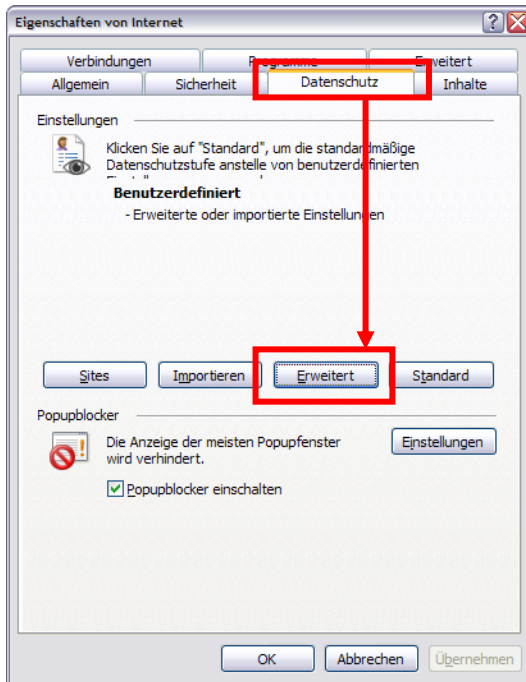 Eigenschaften von Internet
Verbindungen Programme Erweitert
Allgemein Sicherheit Datenschutz Inhalte
Einstellungen
Klicken Sie auf "Standard", um die standardmäßige
Datenschutzstufe anstelle von benutzerdefinierten
Benutzerdefiniert
- Erweiterte oder importierte Einstellungen
Sites Importieren Erweitert Standard
Popupblocker
Die Anzeige der meisten Popupfenster
wird verhindert.
Einstellungen
Popupblocker einschalten
OK Abbrechen Übernehmen